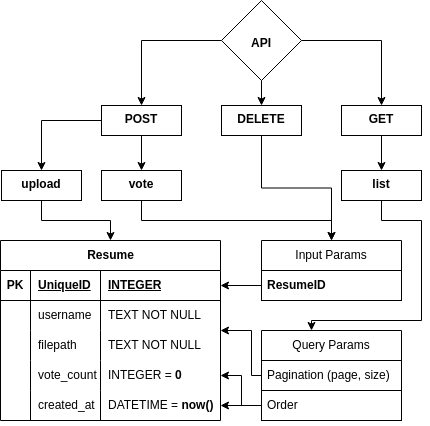 API
POST
DELETE
GET
upload
vote
list
Resume
PK UniqueID INTEGER
username TEXT NOT NULL
filepath TEXT NOT NULL
vote_count INTEGER = 0
created_at DATETIME = now()
Input Params
ResumeID
Query Params
Pagination (page, size)
Order